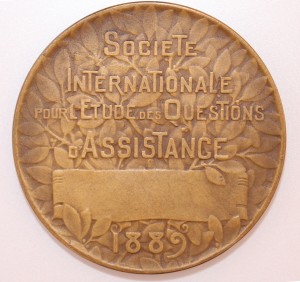 SOCIETE
INTERNATIONALE
POUR L'ETUDE DES QUESTIONS
D'ASSISTANCE
1889